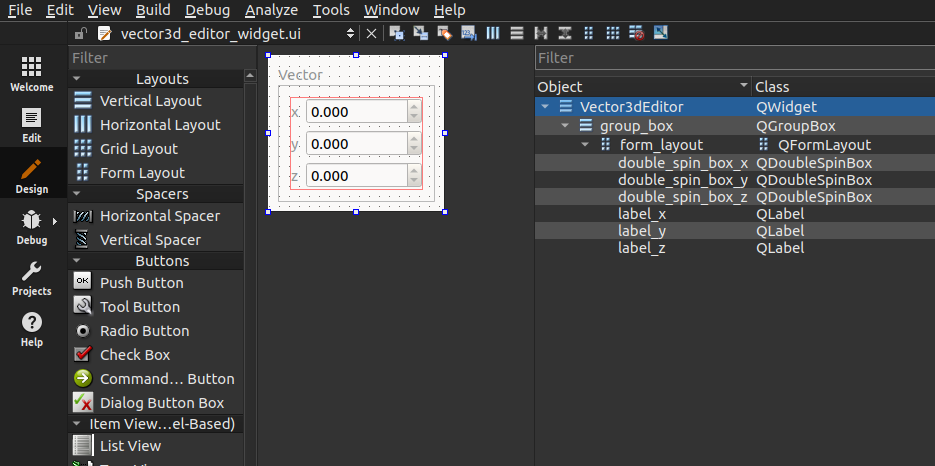 File Edit View Build Debug Analyze Tools Window Help
vector3d_editor_widget.ui
Welcome
Edit
Design
Debug
Projects
Help
Filter
Layouts
Vertical Layout
Horizontal Layout
Grid Layout
Form Layout
Spacers
Horizontal Spacer
Vertical Spacer
Buttons
OK Push Button
Tool Button
Radio Button
Check Box
Command... Button
Dialog Button Box
Item View...el-Based)
List View
Vector
x 0.000
y 0.000
z 0.000
Filter
Object Class
Vector3dEditor QWidget
group_box QGroupBox
form_layout QFormLayout
double_spin_box_x QDoubleSpinBox
double_spin_box_y QDoubleSpinBox
double_spin_box_z QDoubleSpinBox
label_x QLabel
label_y QLabel
label_z QLabel